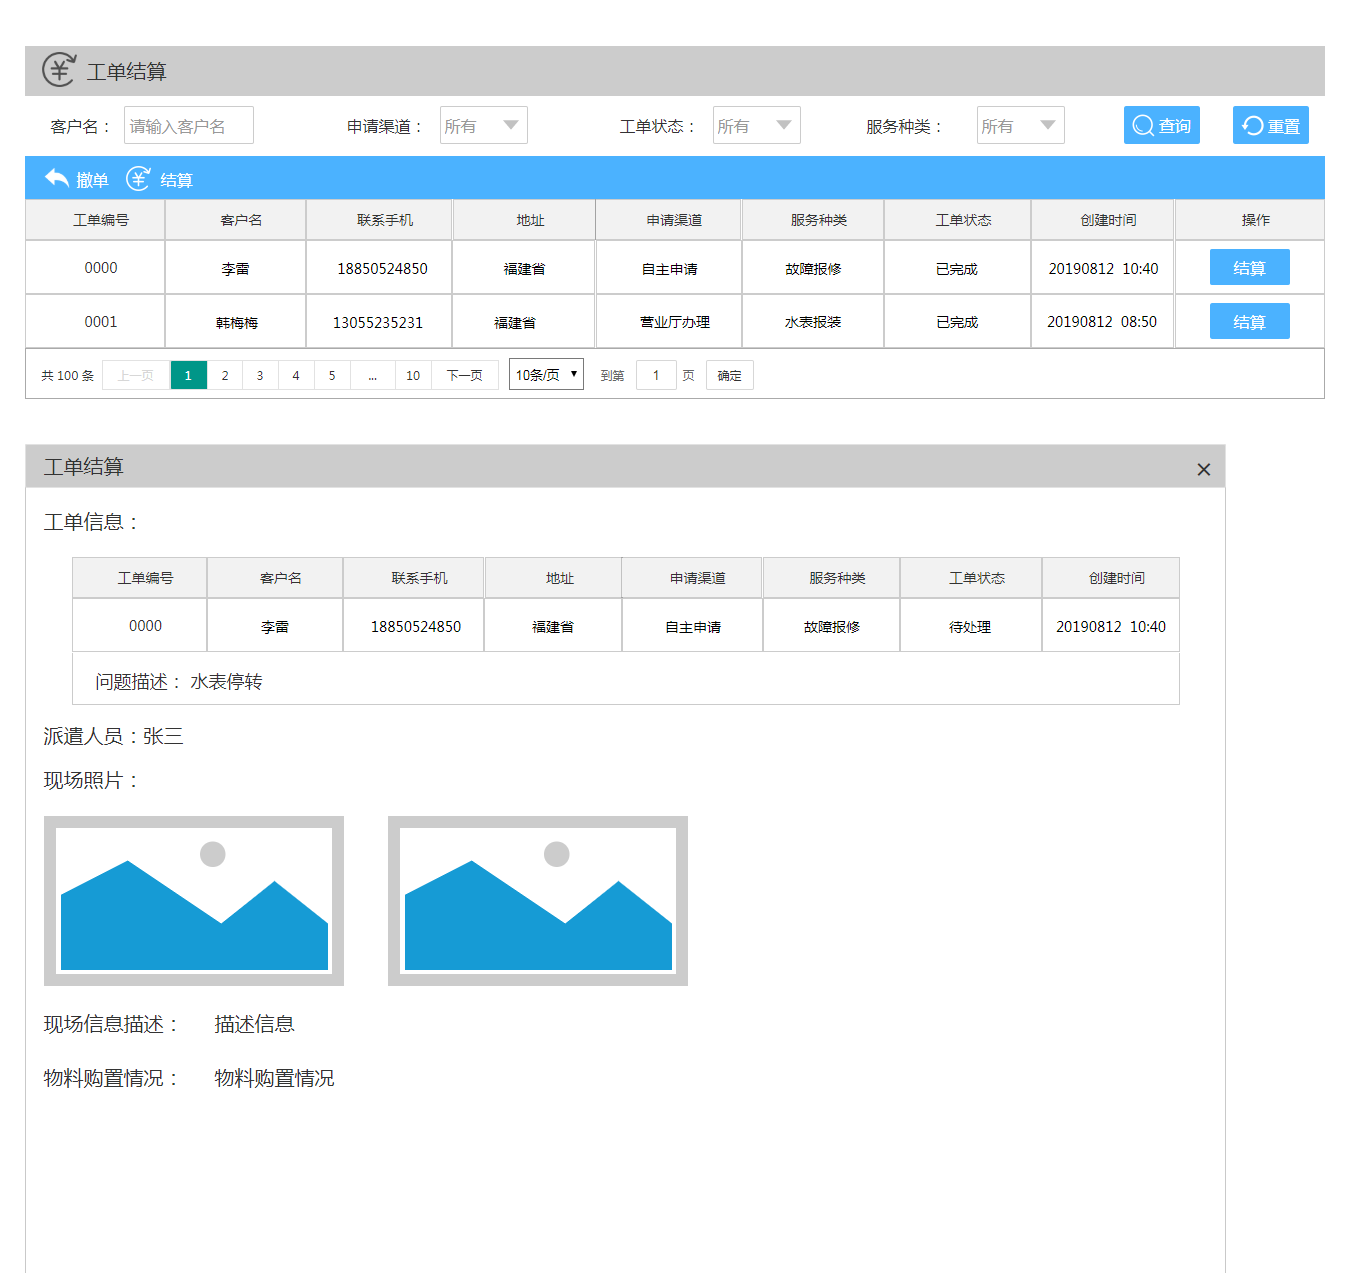 工单结算
客户名： 请输入客户名 申请渠道： 所有 工单状态： 所有 服务种类： 所有 查询 重置
撤单 结算
工单编号 客户名 联系手机 地址 申请渠道 服务种类 工单状态 创建时间 操作
0000 李雷 18850524850 福建省 自主申请 故障报修 已完成 20190812 10:40 结算
0001 韩梅梅 13055235231 福建省 营业厅办理 水表报装 已完成 20190812 08:50 结算
共 100 条 上一页 1 2 3 4 5 ... 10 下一页 10条/页 到第 1 页 确定
工单结算 ×
工单信息：
工单编号 客户名 联系手机 地址 申请渠道 服务种类 工单状态 创建时间
0000 李雷 18850524850 福建省 自主申请 故障报修 待处理 20190812 10:40
问题描述： 水表停转
派遣人员：张三
现场照片：
现场信息描述： 描述信息
物料购置情况： 物料购置情况